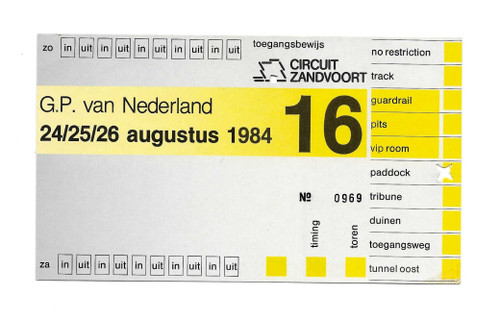 zo in uit in uit in uit in uit in uit
toegangsbewijs
CIRCUIT
ZANDVOORT
G.P. van Nederland
24/25/26 augustus 1984
16
№ 0969
timing
toren
za in uit in uit in uit in uit in uit
no restriction
track
guardrail
pits
vip room
paddock
tribune
duinen
toegangsweg
tunnel oost